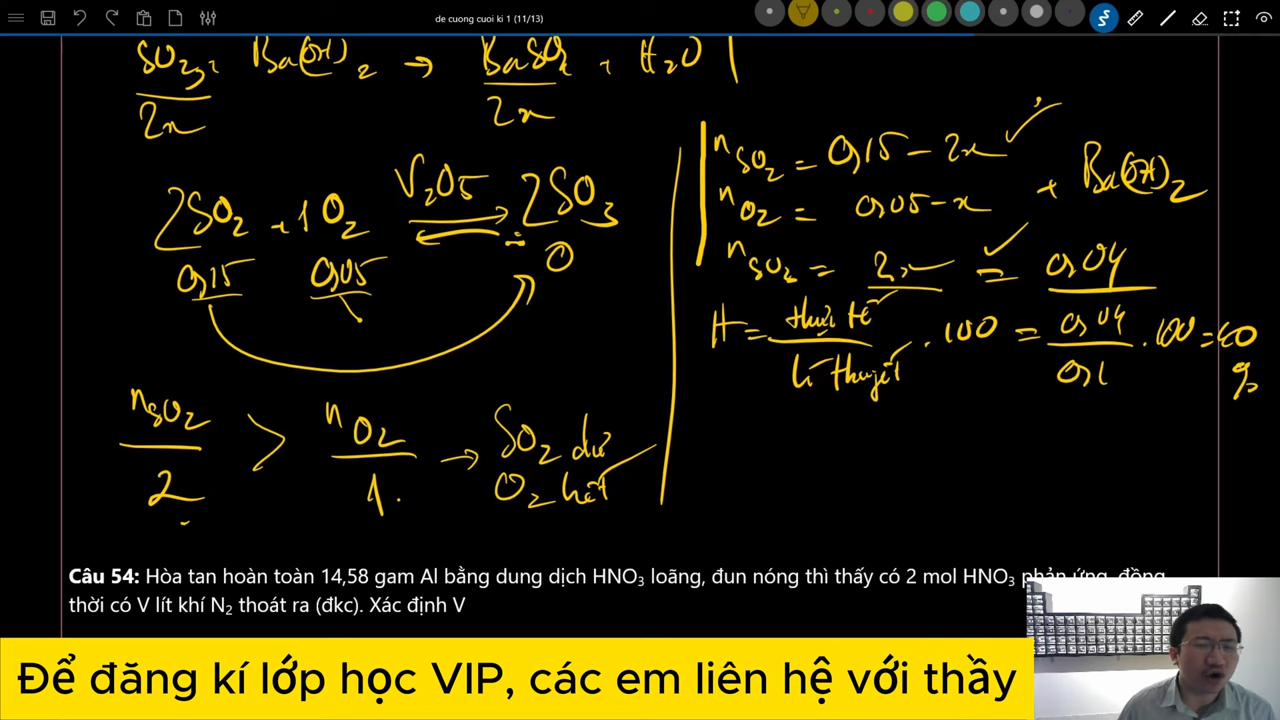 de cuong cuoi ki 1 (11/13)
SO₃ + Ba(OH)₂ → BaSO₄ + H₂O
2x 2x
2SO₂ + 1O₂ V₂O₅ ⇌ 2SO₃
0,15 0,05 0
nSO₂ / 2 > nO₂ / 1 → SO₂ dư
O₂ hết
nSO₂ = 0,15 - 2x
nO₂ = 0,05 - x + Ba(OH)₂
nSO₃ = 2x = 0,04
H = thực tế / lí thuyết . 100 = 0,04 / 0,1 . 100 = 40 %
Câu 54: Hòa tan hoàn toàn 14,58 gam Al bằng dung dịch HNO₃ loãng, đun nóng thì thấy có 2 mol HNO₃ phản ứng, đồng
thời có V lít khí N₂ thoát ra (đkc). Xác định V
Để đăng kí lớp học VIP, các em liên hệ với thầy